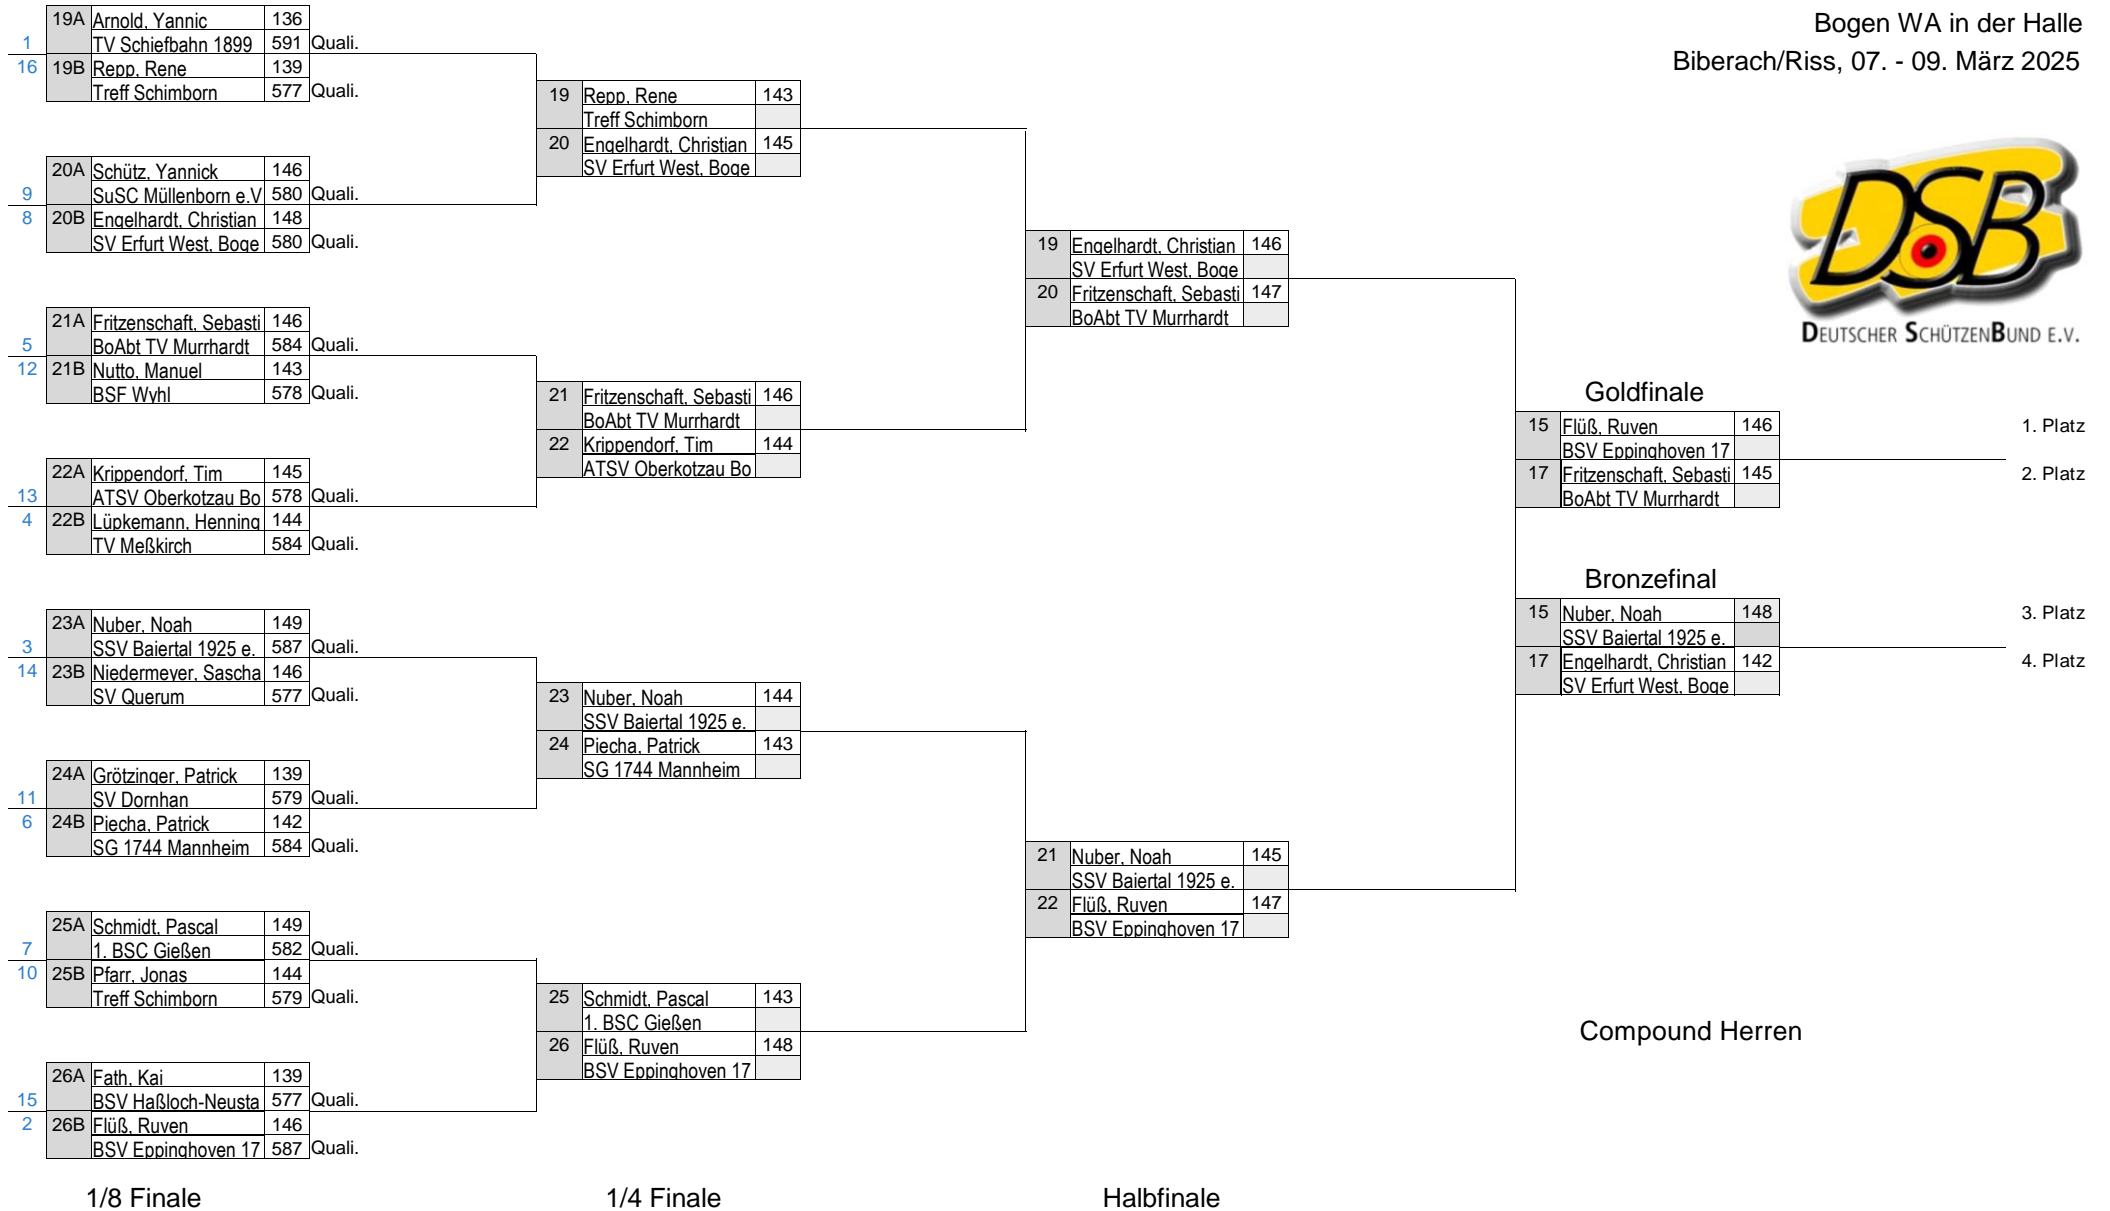 Bogen WA in der Halle
Biberach/Riss, 07. - 09. März 2025
DSB
DEUTSCHER SCHÜTZENBUND E.V.
19A Arnold, Yannic 136
1 TV Schiefbahn 1899 591 Quali.
16 19B Repp, Rene 139
Treff Schimborn 577 Quali.
20A Schütz, Yannick 146
9 SuSC Müllenborn e.V 580 Quali.
8 20B Engelhardt, Christian 148
SV Erfurt West, Boge 580 Quali.
21A Fritzenschaft, Sebasti 146
5 BoAbt TV Murrhardt 584 Quali.
12 21B Nutto, Manuel 143
BSF Wyhl 578 Quali.
22A Krippendorf, Tim 145
13 ATSV Oberkotzau Bo 578 Quali.
4 22B Lüpkemann, Henning 144
TV Meßkirch 584 Quali.
23A Nuber, Noah 149
3 SSV Baiertal 1925 e. 587 Quali.
14 23B Niedermeyer, Sascha 146
SV Querum 577 Quali.
24A Grötzinger, Patrick 139
11 SV Dornhan 579 Quali.
6 24B Piecha, Patrick 142
SG 1744 Mannheim 584 Quali.
25A Schmidt, Pascal 149
7 1. BSC Gießen 582 Quali.
10 25B Pfarr, Jonas 144
Treff Schimborn 579 Quali.
26A Fath, Kai 139
15 BSV Haßloch-Neusta 577 Quali.
2 26B Flüß, Ruven 146
BSV Eppinghoven 17 587 Quali.
1/8 Finale
19 Repp, Rene 143
Treff Schimborn
20 Engelhardt, Christian 145
SV Erfurt West, Boge
21 Fritzenschaft, Sebasti 146
BoAbt TV Murrhardt
22 Krippendorf, Tim 144
ATSV Oberkotzau Bo
23 Nuber, Noah 144
SSV Baiertal 1925 e.
24 Piecha, Patrick 143
SG 1744 Mannheim
25 Schmidt, Pascal 143
1. BSC Gießen
26 Flüß, Ruven 148
BSV Eppinghoven 17
1/4 Finale
19 Engelhardt, Christian 146
SV Erfurt West, Boge
20 Fritzenschaft, Sebasti 147
BoAbt TV Murrhardt
21 Nuber, Noah 145
SSV Baiertal 1925 e.
22 Flüß, Ruven 147
BSV Eppinghoven 17
Halbfinale
Goldfinale
15 Flüß, Ruven 146 1. Platz
BSV Eppinghoven 17
17 Fritzenschaft, Sebasti 145 2. Platz
BoAbt TV Murrhardt
Bronzefinal
15 Nuber, Noah 148 3. Platz
SSV Baiertal 1925 e.
17 Engelhardt, Christian 142 4. Platz
SV Erfurt West, Boge
Compound Herren